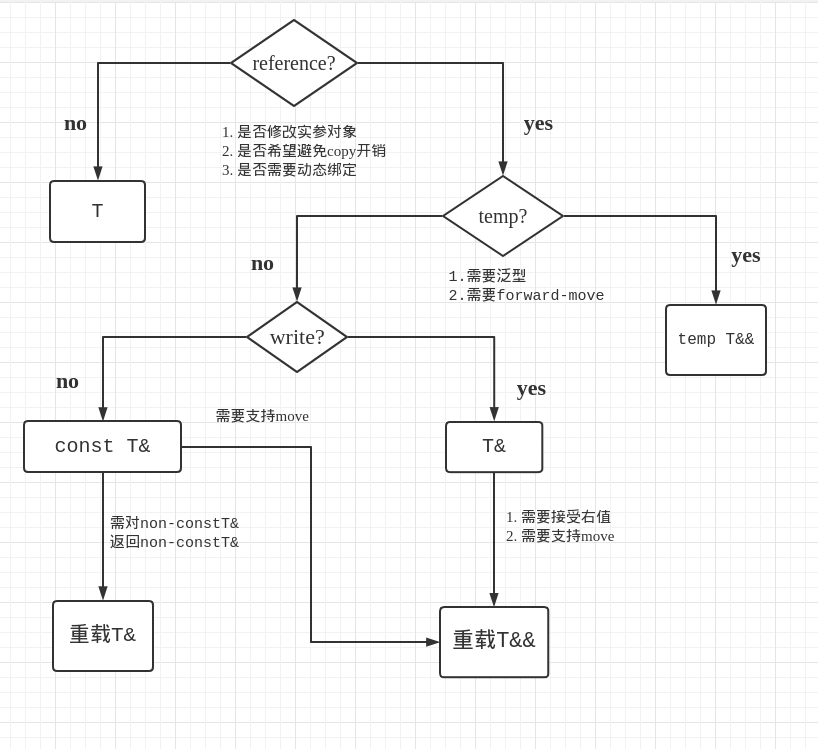 reference?
no
yes
1. 是否修改实参对象
2. 是否希望避免copy开销
3. 是否需要动态绑定
T
temp?
no
yes
1.需要泛型
2.需要forward-move
write?
temp T&&
no
yes
需要支持move
const T&
T&
需对non-constT&
返回non-constT&
1. 需要接受右值
2. 需要支持move
重载T&
重载T&&